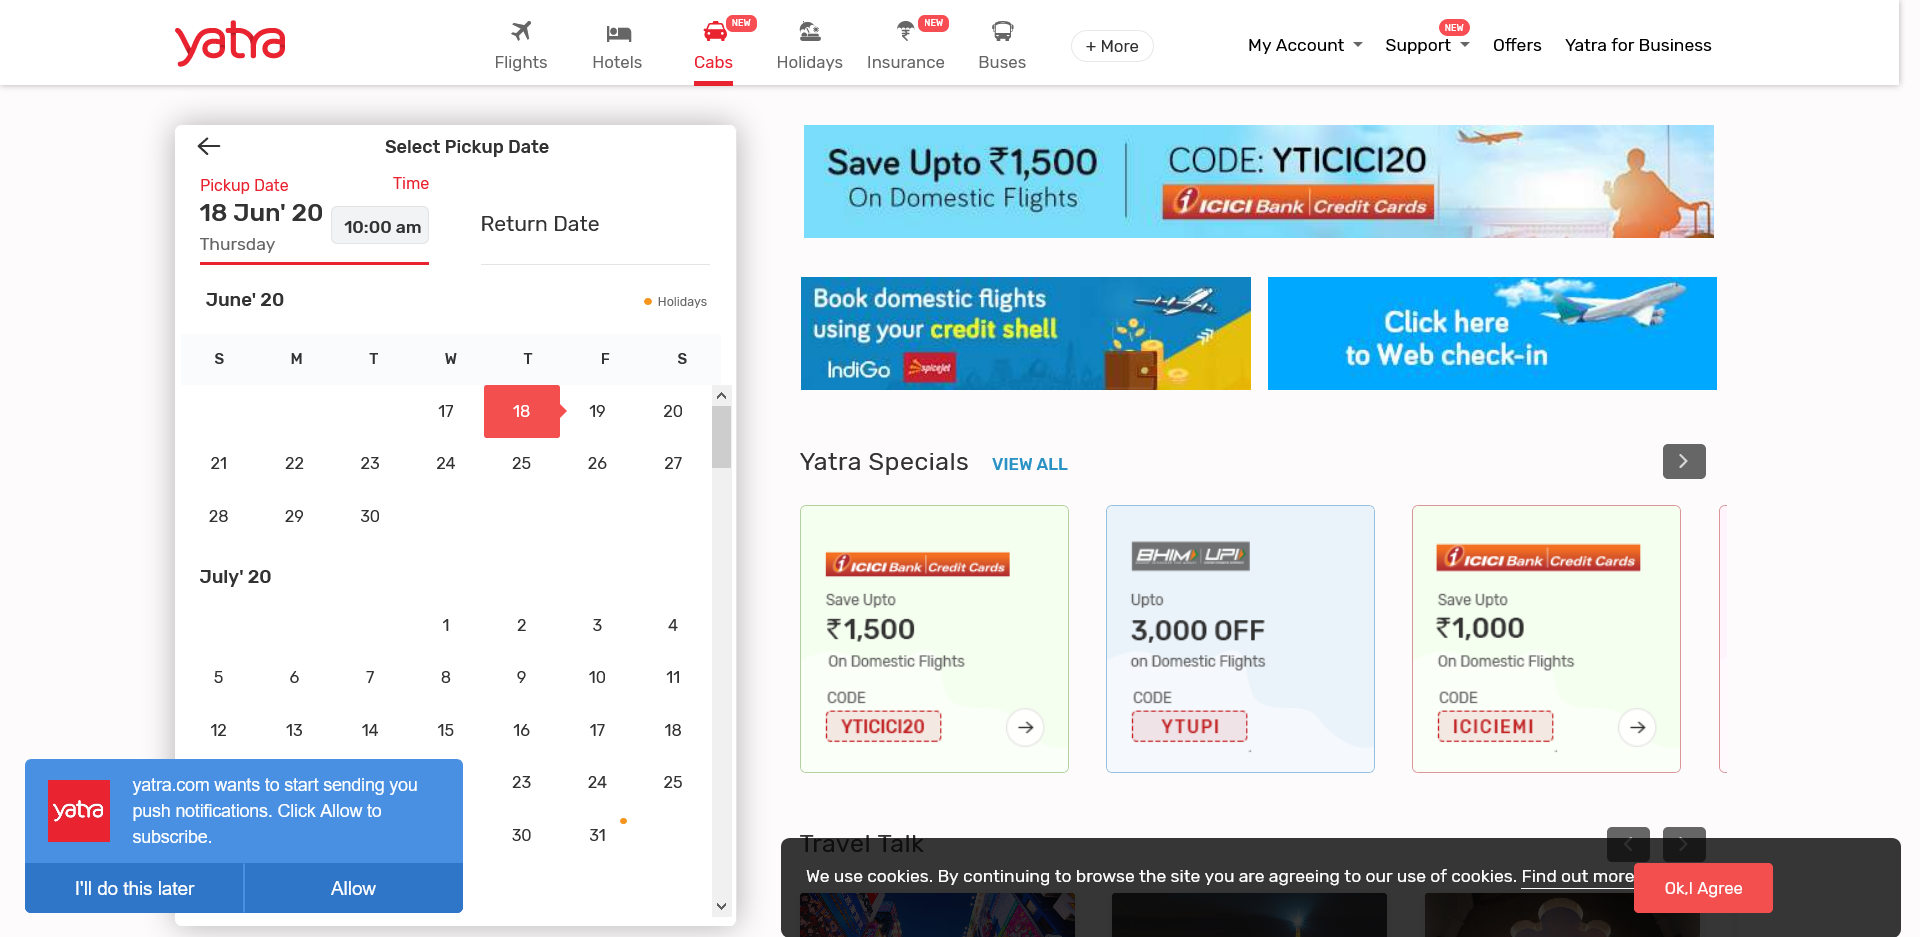 yatra
Flights
Hotels
NEW
Cabs
Holidays
NEW
Insurance
Buses
+ More
My Account
NEW
Support
Offers
Yatra for Business
Select Pickup Date
Pickup Date
Time
18 Jun' 20
10:00 am
Thursday
Return Date
June' 20
Holidays
S M T W T F S
17 18 19 20
21 22 23 24 25 26 27
28 29 30
July' 20
1 2 3 4
5 6 7 8 9 10 11
12 13 14 15 16 17 18
23 24 25
30 31
yatra
yatra.com wants to start sending you
push notifications. Click Allow to
subscribe.
I'll do this later
Allow
Save Upto ₹1,500
On Domestic Flights
CODE: YTICICI20
ICICI Bank Credit Cards
Book domestic flights
using your credit shell
IndiGo
spicejet
Click here
to Web check-in
Yatra Specials
VIEW ALL
ICICI Bank Credit Cards
Save Upto
₹1,500
On Domestic Flights
CODE
YTICICI20
BHIM UPI
Upto
3,000 OFF
on Domestic Flights
CODE
YTUPI
ICICI Bank Credit Cards
Save Upto
₹1,000
On Domestic Flights
CODE
ICICIEMI
Travel Talk
We use cookies. By continuing to browse the site you are agreeing to our use of cookies. Find out more
Ok,I Agree